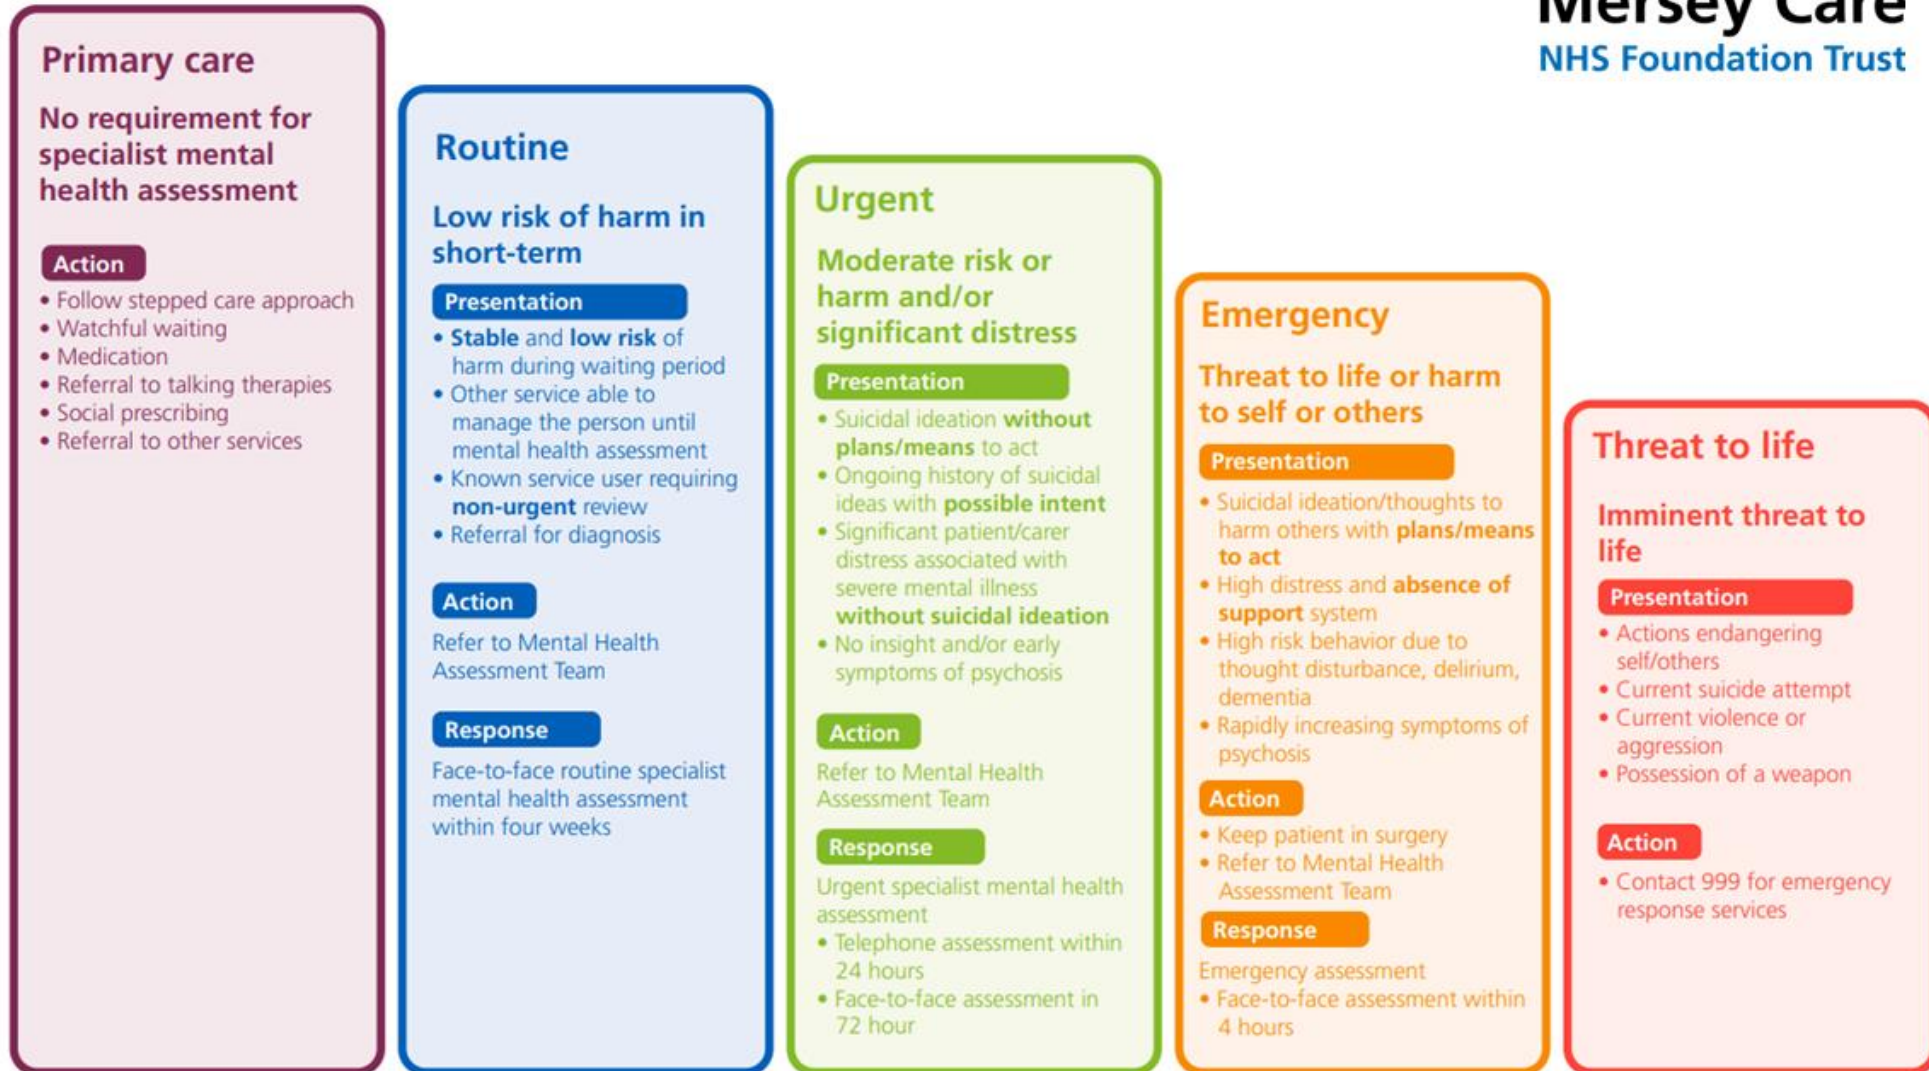 Mersey Care
NHS Foundation Trust
Primary care
No requirement for
specialist mental
health assessment
Action
• Follow stepped care approach
• Watchful waiting
• Medication
• Referral to talking therapies
• Social prescribing
• Referral to other services
Routine
Low risk of harm in
short-term
Presentation
• Stable and low risk of
harm during waiting period
• Other service able to
manage the person until
mental health assessment
• Known service user requiring
non-urgent review
• Referral for diagnosis
Action
Refer to Mental Health
Assessment Team
Response
Face-to-face routine specialist
mental health assessment
within four weeks
Urgent
Moderate risk or
harm and/or
significant distress
Presentation
• Suicidal ideation without
plans/means to act
• Ongoing history of suicidal
ideas with possible intent
• Significant patient/carer
distress associated with
severe mental illness
without suicidal ideation
• No insight and/or early
symptoms of psychosis
Action
Refer to Mental Health
Assessment Team
Response
Urgent specialist mental health
assessment
• Telephone assessment within
24 hours
• Face-to-face assessment in
72 hour
Emergency
Threat to life or harm
to self or others
Presentation
• Suicidal ideation/thoughts to
harm others with plans/means
to act
• High distress and absence of
support system
• High risk behavior due to
thought disturbance, delirium,
dementia
• Rapidly increasing symptoms of
psychosis
Action
• Keep patient in surgery
• Refer to Mental Health
Assessment Team
Response
Emergency assessment
• Face-to-face assessment within
4 hours
Threat to life
Imminent threat to
life
Presentation
• Actions endangering
self/others
• Current suicide attempt
• Current violence or
aggression
• Possession of a weapon
Action
• Contact 999 for emergency
response services